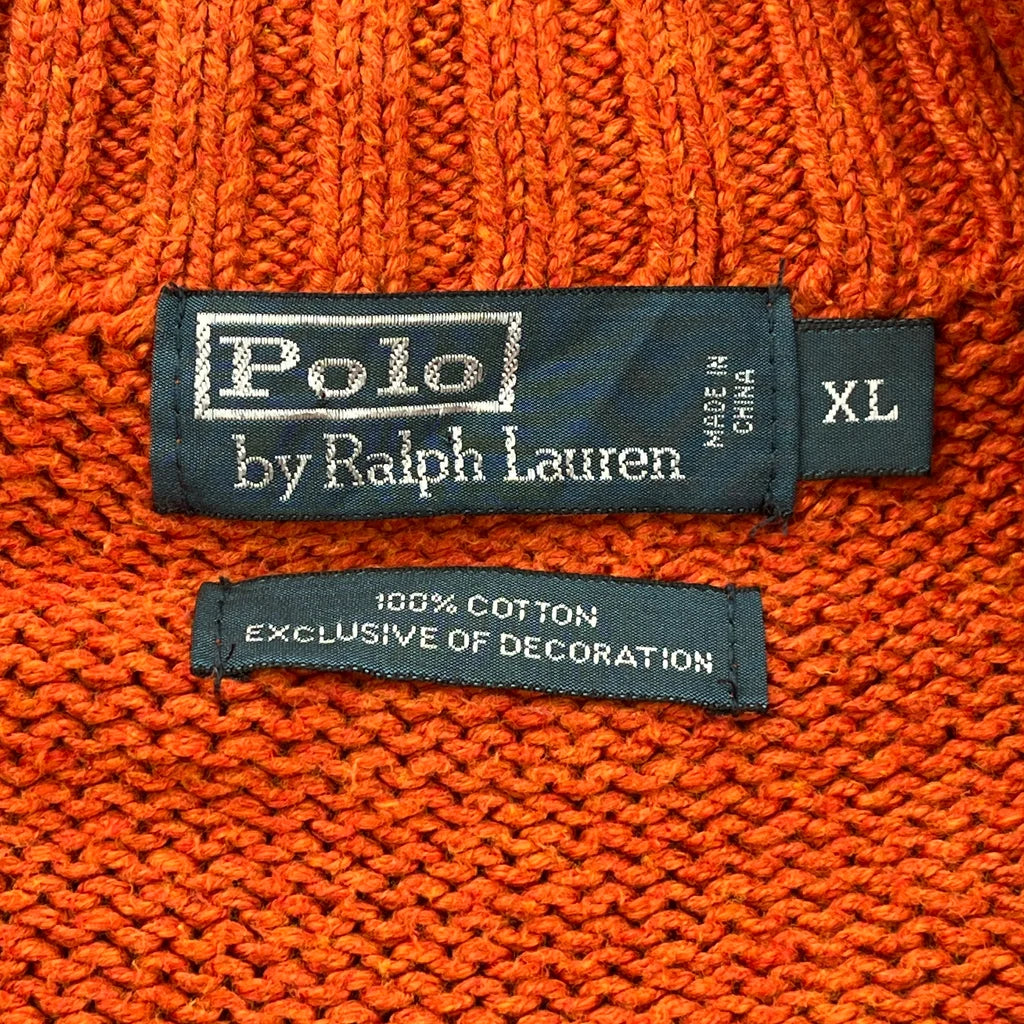 Polo
by Ralph Lauren
MADE IN
CHINA
XL
100% COTTON
EXCLUSIVE OF DECORATION